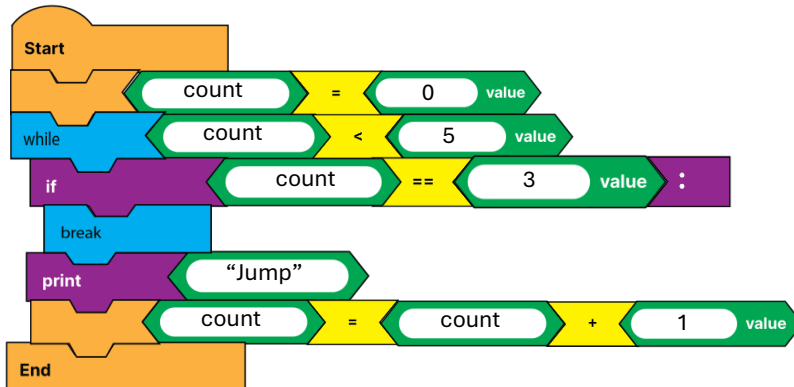 Start
count = 0 value
while count < 5 value
if count == 3 value :
break
print “Jump”
count = count + 1 value
End